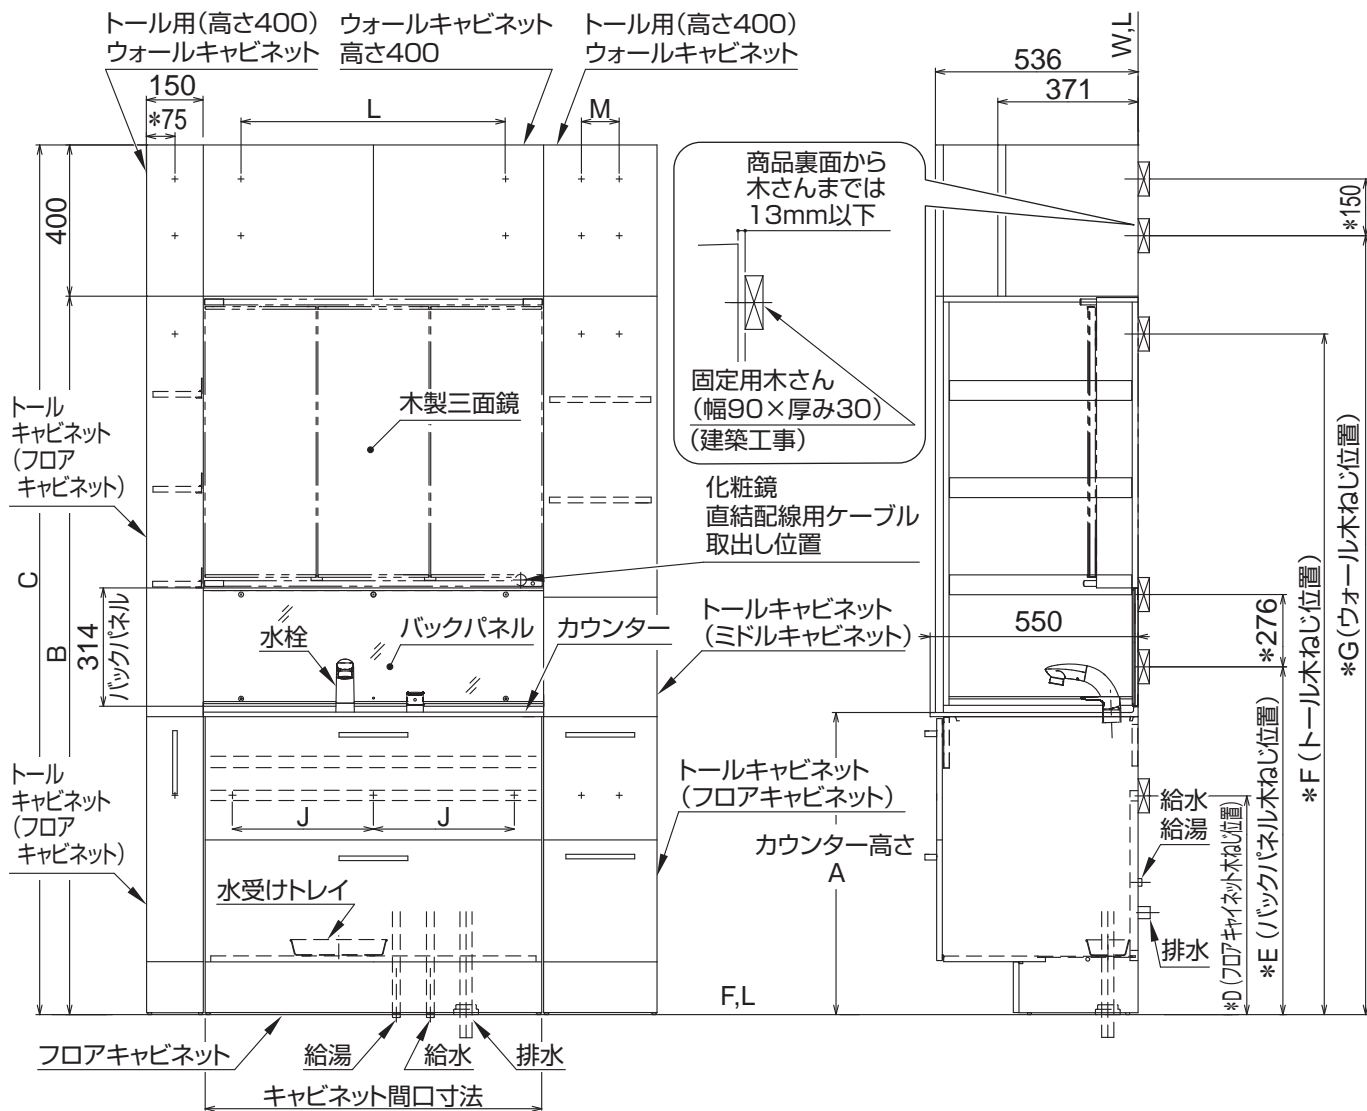 トール用(高さ400)
ウォールキャビネット
ウォールキャビネット
高さ400
トール用(高さ400)
ウォールキャビネット
150
*75
L
M
400
C
B
314
バックパネル
トール
キャビネット
(フロア
キャビネット)
木製三面鏡
水栓
バックパネル
カウンター
トール
キャビネット
(フロア
キャビネット)
J
J
水受けトレイ
フロアキャビネット
給湯
給水
排水
キャビネット間口寸法
F,L
商品裏面から
木さんまでは
13mm以下
固定用木さん
(幅90×厚み30)
(建築工事)
化粧鏡
直結配線用ケーブル
取出し位置
トールキャビネット
(ミドルキャビネット)
トールキャビネット
(フロアキャビネット)
カウンター高さ
A
W,L
536
371
550
*150
*276
給水
給湯
排水
*D(フロアキャイネット木ねじ位置)
*E(バックパネル木ねじ位置)
*F(トール木ねじ位置)
*G(ウォール木ねじ位置)